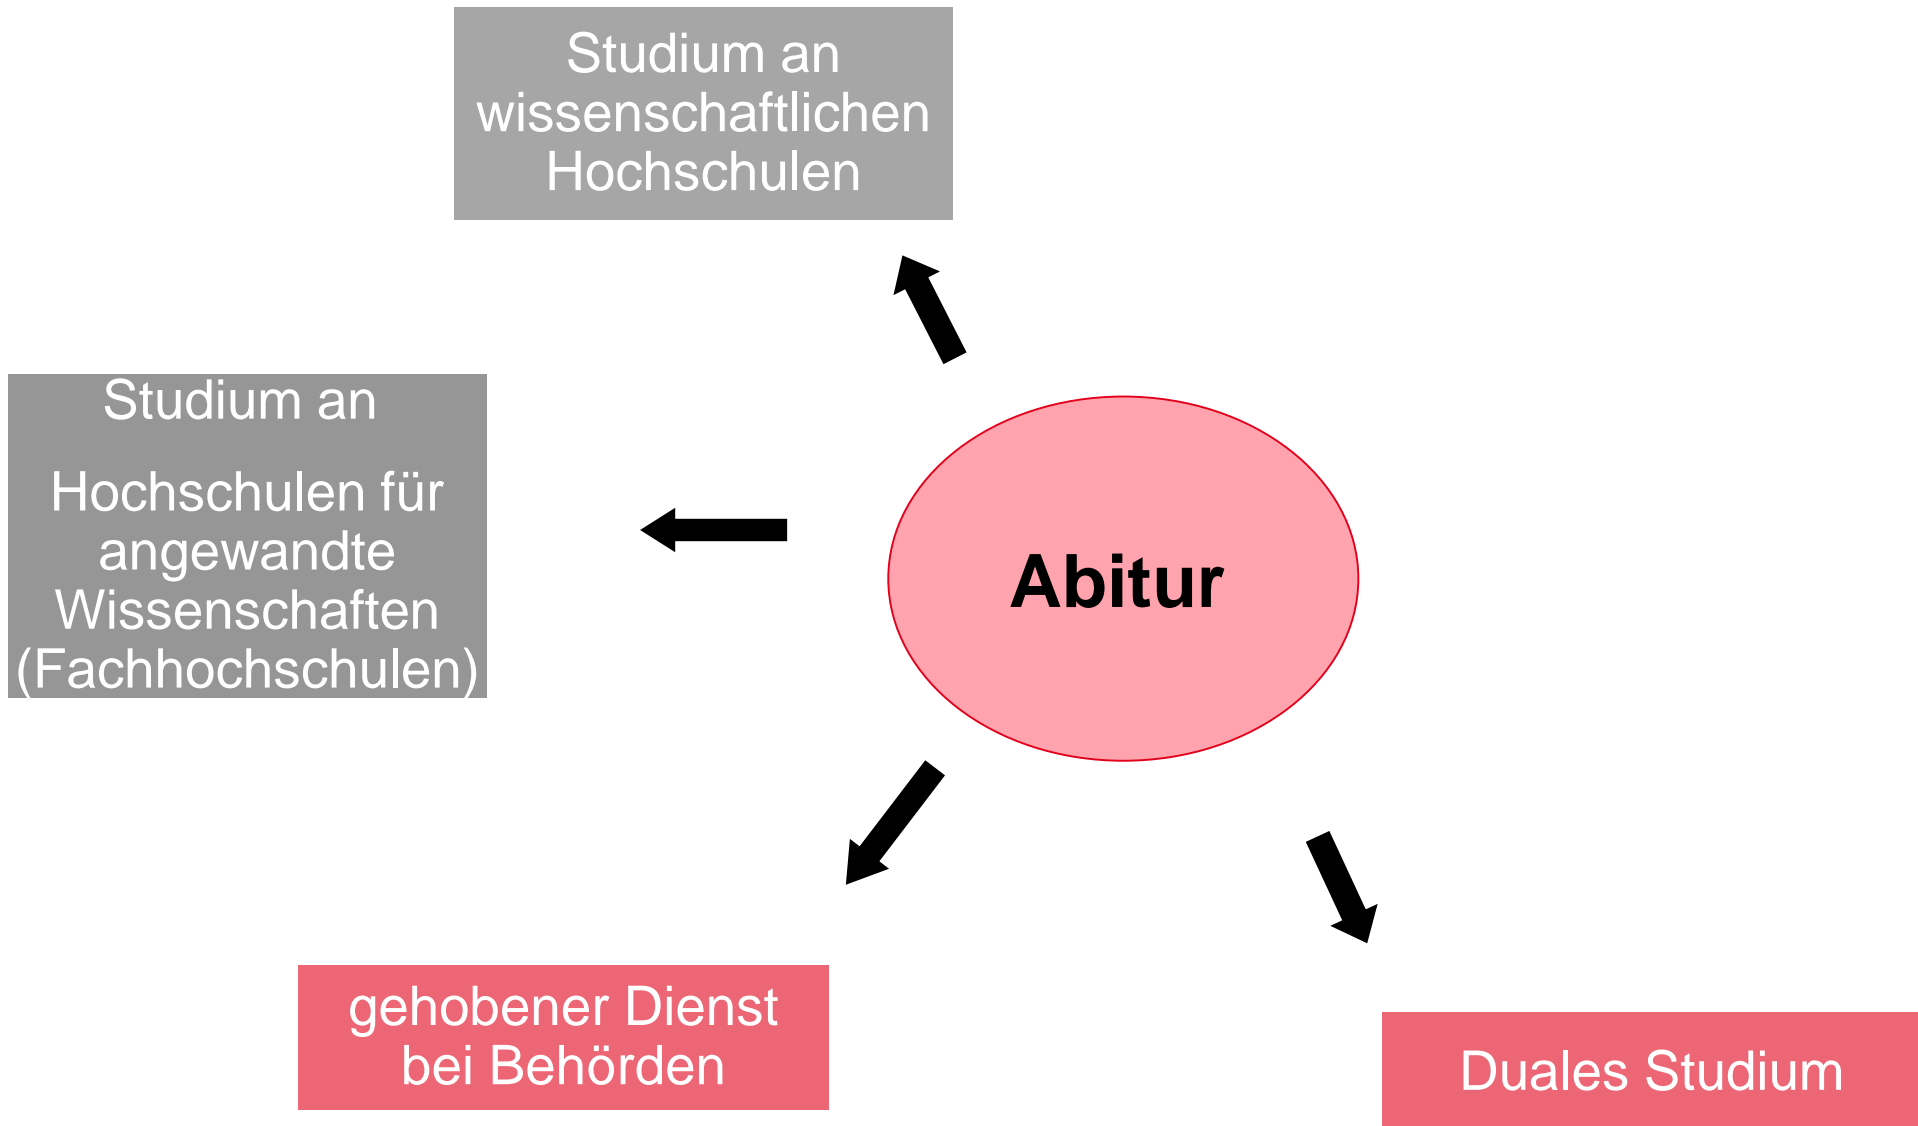 Studium an
wissenschaftlichen
Hochschulen
Studium an
Hochschulen für
angewandte
Wissenschaften
(Fachhochschulen)
Abitur
gehobener Dienst
bei Behörden
Duales Studium